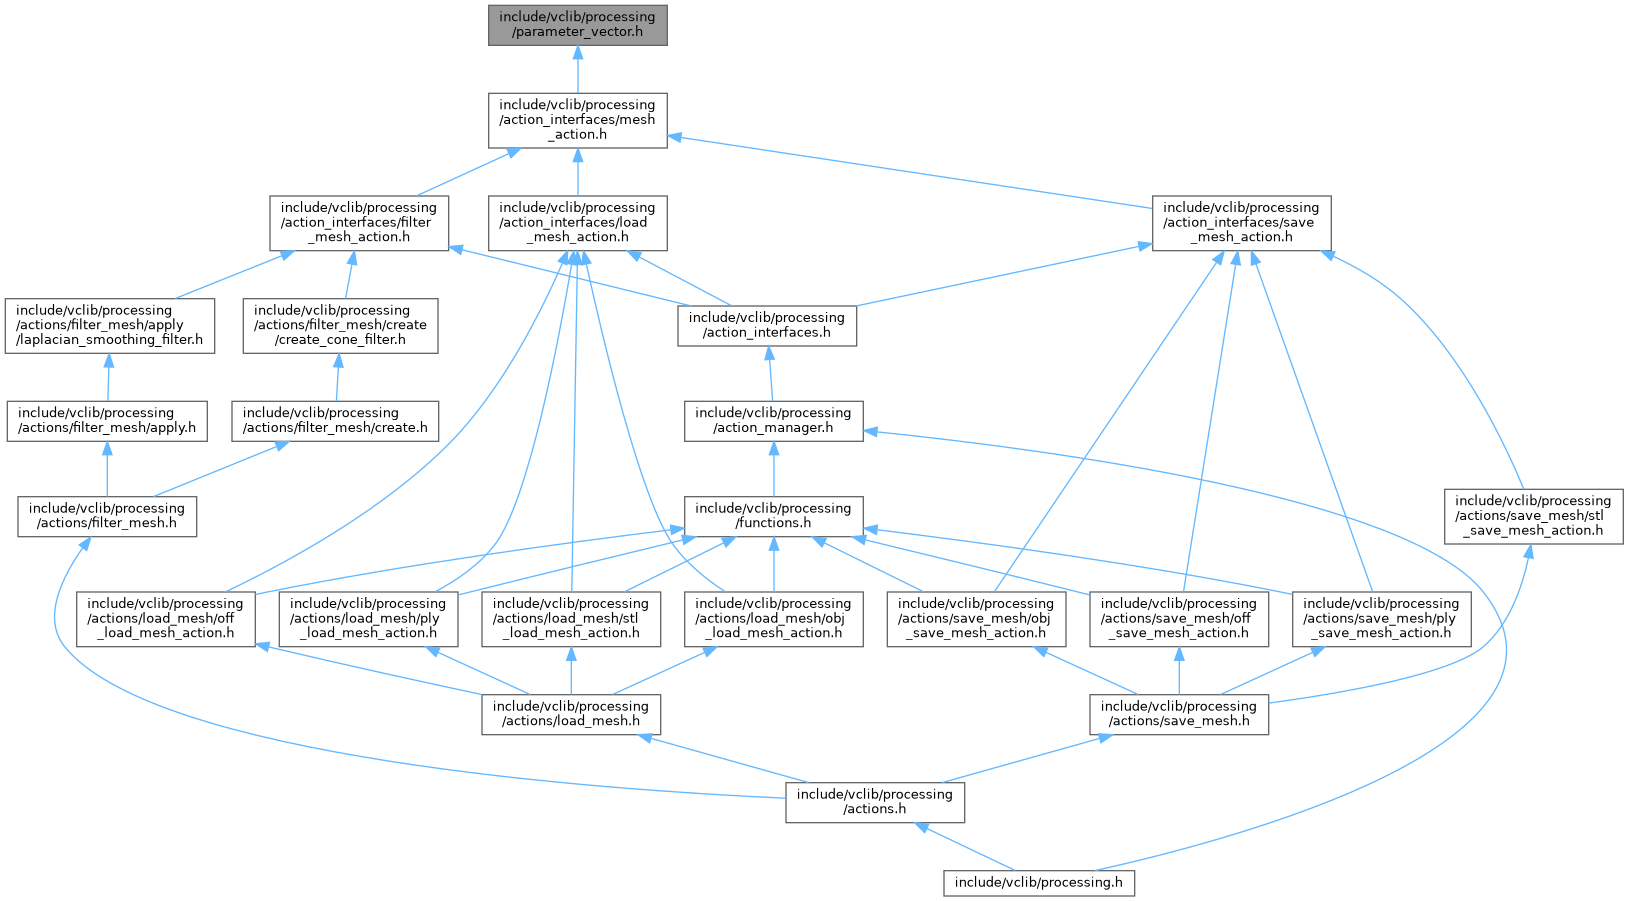 include/vclib/processing
/parameter_vector.h
include/vclib/processing
/action_interfaces/mesh
_action.h
include/vclib/processing
/action_interfaces/filter
_mesh_action.h
include/vclib/processing
/action_interfaces/load
_mesh_action.h
include/vclib/processing
/action_interfaces/save
_mesh_action.h
include/vclib/processing
/actions/filter_mesh/apply
/laplacian_smoothing_filter.h
include/vclib/processing
/actions/filter_mesh/create
/create_cone_filter.h
include/vclib/processing
/action_interfaces.h
include/vclib/processing
/actions/filter_mesh/apply.h
include/vclib/processing
/actions/filter_mesh/create.h
include/vclib/processing
/action_manager.h
include/vclib/processing
/actions/filter_mesh.h
include/vclib/processing
/functions.h
include/vclib/processing
/actions/save_mesh/stl
_save_mesh_action.h
include/vclib/processing
/actions/load_mesh/off
_load_mesh_action.h
include/vclib/processing
/actions/load_mesh/ply
_load_mesh_action.h
include/vclib/processing
/actions/load_mesh/stl
_load_mesh_action.h
include/vclib/processing
/actions/load_mesh/obj
_load_mesh_action.h
include/vclib/processing
/actions/save_mesh/obj
_save_mesh_action.h
include/vclib/processing
/actions/save_mesh/off
_save_mesh_action.h
include/vclib/processing
/actions/save_mesh/ply
_save_mesh_action.h
include/vclib/processing
/actions/load_mesh.h
include/vclib/processing
/actions/save_mesh.h
include/vclib/processing
/actions.h
include/vclib/processing.h